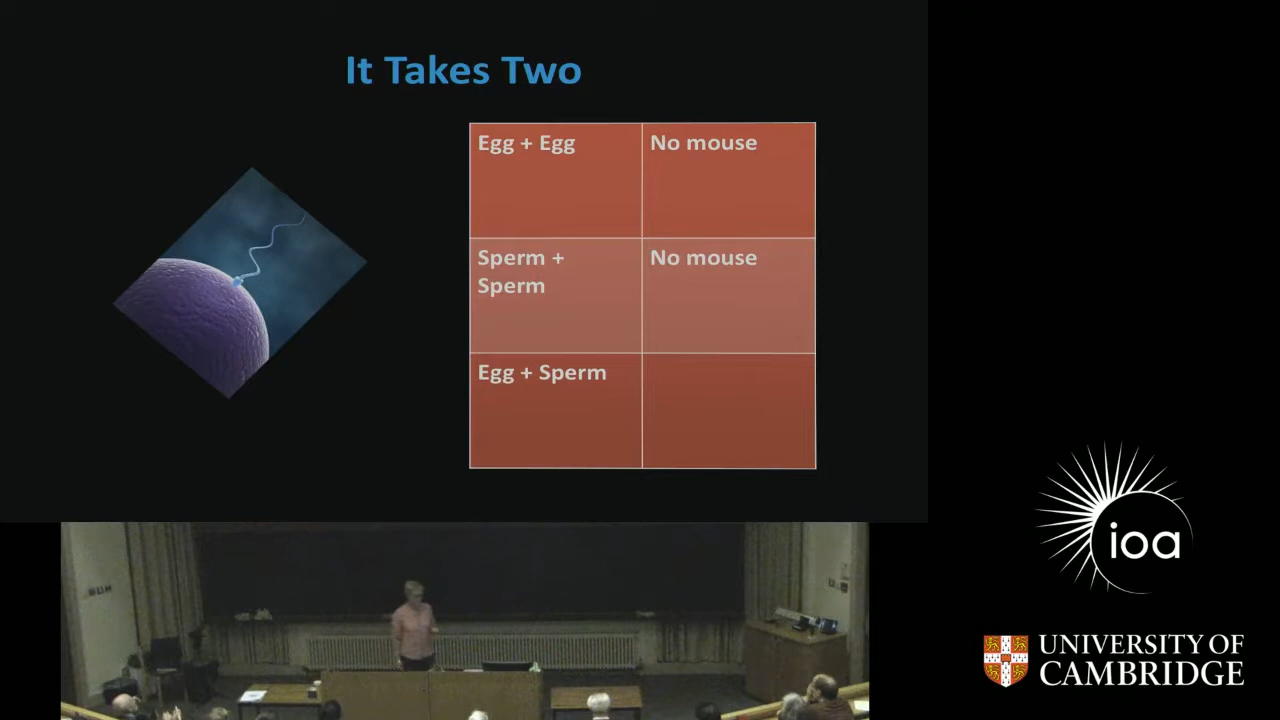 It Takes Two
Egg + Egg
No mouse
Sperm +
Sperm
No mouse
Egg + Sperm
ioa
UNIVERSITY OF
CAMBRIDGE